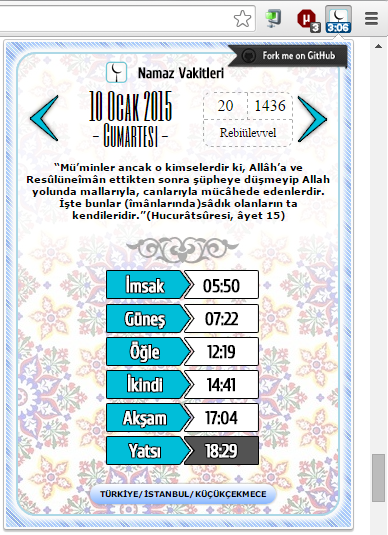 3
3:06
Fork me on GitHub
Namaz Vakitleri
10 Ocak 2015
- Cumartesi -
20 1436
Rebiülevvel
“Mü’minler ancak o kimselerdir ki, Allâh’a ve
Resûlüneîmân ettikten sonra şüpheye düşmeyip Allah
yolunda mallarıyla, canlarıyla mücâhede edenlerdir.
İşte bunlar (îmânlarında)sâdık olanların ta
kendileridir.”(Hucurâtsûresi, âyet 15)
İmsak 05:50
Güneş 07:22
Öğle 12:19
İkindi 14:41
Akşam 17:04
Yatsı 18:29
TÜRKİYE/İSTANBUL/KÜÇÜKÇEKMECE